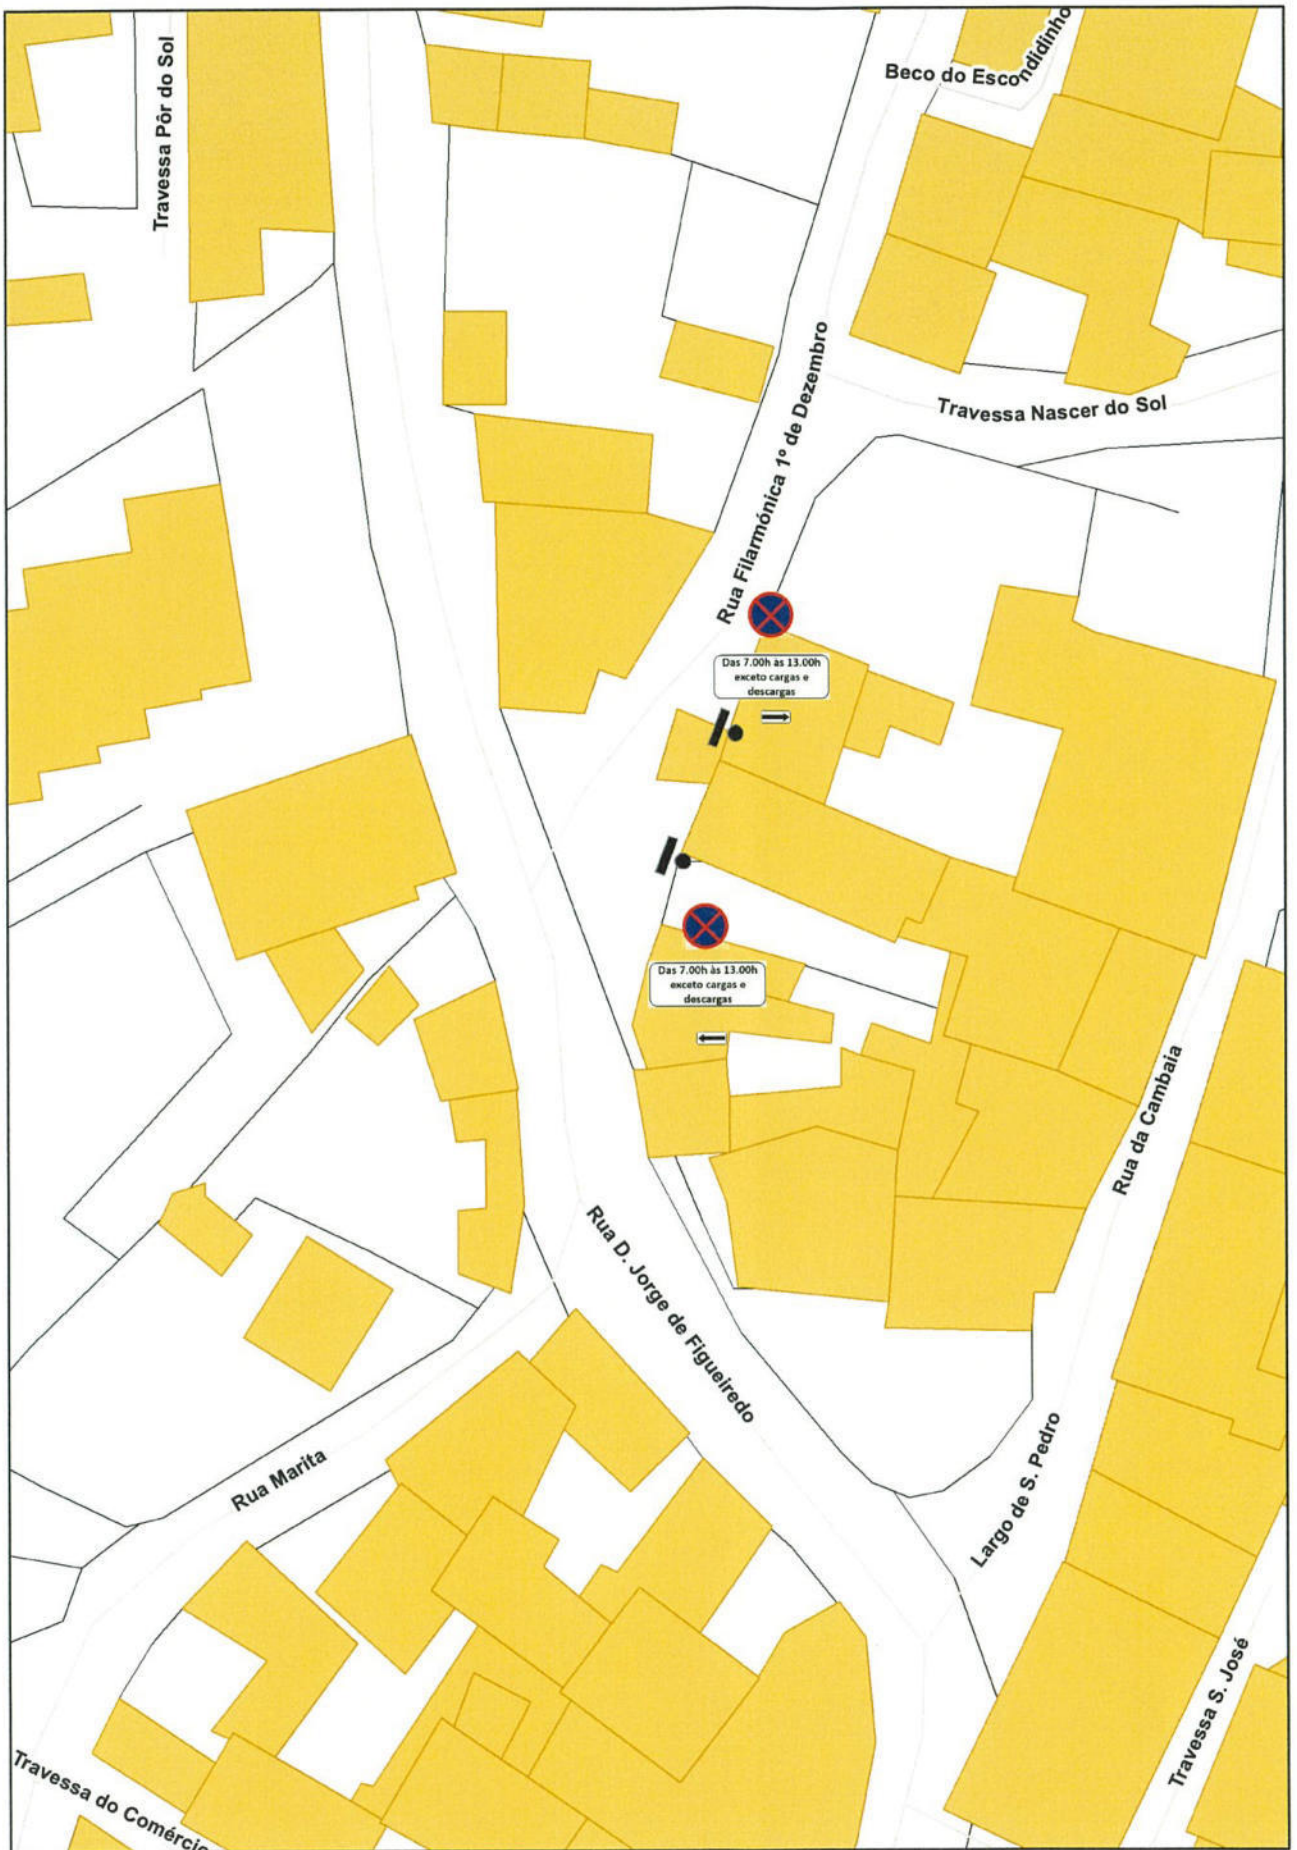 Travessa Pôr do Sol
Beco do Escondidinho
Rua Filarmónica 1º de Dezembro
Travessa Nascer do Sol
Das 7.00h às 13.00h
exceto cargas e
descargas
Das 7.00h às 13.00h
exceto cargas e
descargas
Rua da Cambaia
Rua D. Jorge de Figueiredo
Rua Marita
Largo de S. Pedro
Travessa S. José
Travessa do Comércio